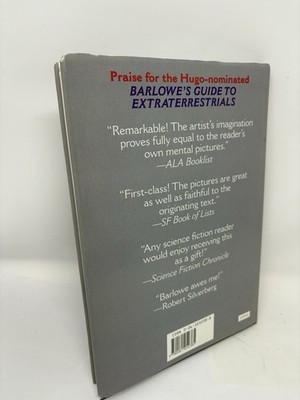 Praise for the Hugo-nominated
BARLOWE'S GUIDE TO
EXTRATERRESTRIALS
"Remarkable! The artist's imagination
proves fully equal to the reader's
own mental pictures."
—ALA Booklist
"First-class! The pictures are great
as well as faithful to the
originating text."
—SF Book of Lists
"Any science fiction reader
would enjoy receiving this
as a gift!"
—Science Fiction Chronicle
"Barlowe awes me!"
—Robert Silverberg